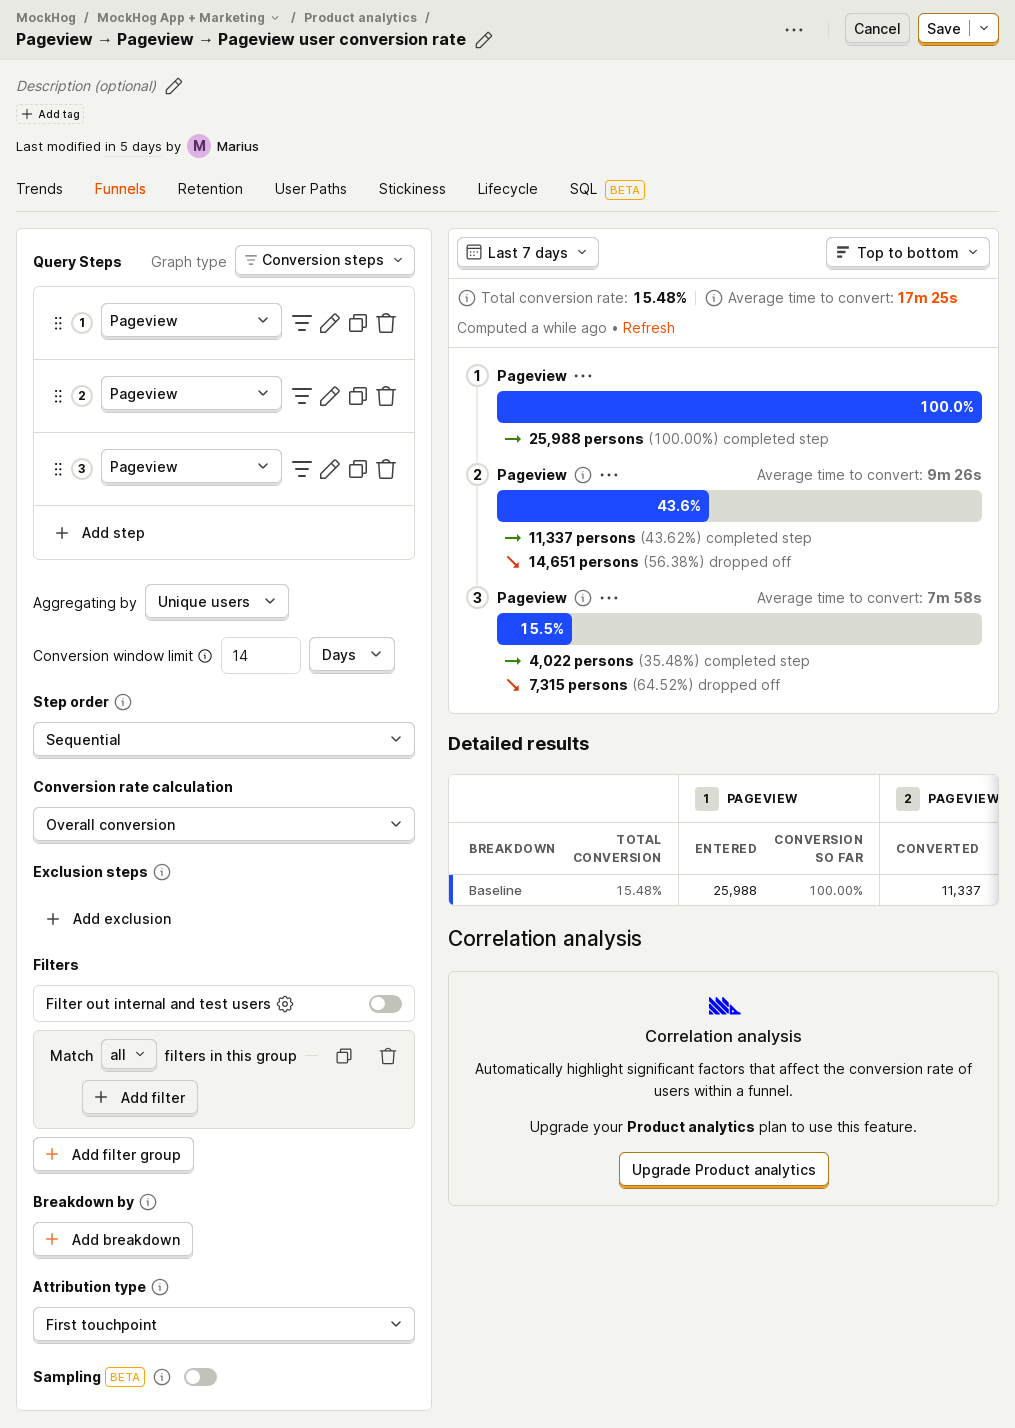 MockHog / MockHog App + Marketing / Product analytics /
Pageview → Pageview → Pageview user conversion rate
Cancel
Save
Description (optional)
Add tag
Last modified in 5 days by M Marius
Trends Funnels Retention User Paths Stickiness Lifecycle SQL BETA
Query Steps Graph type Conversion steps
1 Pageview
2 Pageview
3 Pageview
Add step
Aggregating by Unique users
Conversion window limit 14 Days
Step order
Sequential
Conversion rate calculation
Overall conversion
Exclusion steps
Add exclusion
Filters
Filter out internal and test users
Match all filters in this group
Add filter
Add filter group
Breakdown by
Add breakdown
Attribution type
First touchpoint
Sampling BETA
Last 7 days Top to bottom
Total conversion rate: 15.48% Average time to convert: 17m 25s
Computed a while ago • Refresh
1 Pageview
100.0%
→ 25,988 persons (100.00%) completed step
2 Pageview Average time to convert: 9m 26s
43.6%
→ 11,337 persons (43.62%) completed step
↘ 14,651 persons (56.38%) dropped off
3 Pageview Average time to convert: 7m 58s
15.5%
→ 4,022 persons (35.48%) completed step
↘ 7,315 persons (64.52%) dropped off
Detailed results
1 PAGEVIEW 2 PAGEVIEW
BREAKDOWN TOTAL CONVERSION ENTERED CONVERSION SO FAR CONVERTED
Baseline 15.48% 25,988 100.00% 11,337
Correlation analysis
Correlation analysis
Automatically highlight significant factors that affect the conversion rate of
users within a funnel.
Upgrade your Product analytics plan to use this feature.
Upgrade Product analytics